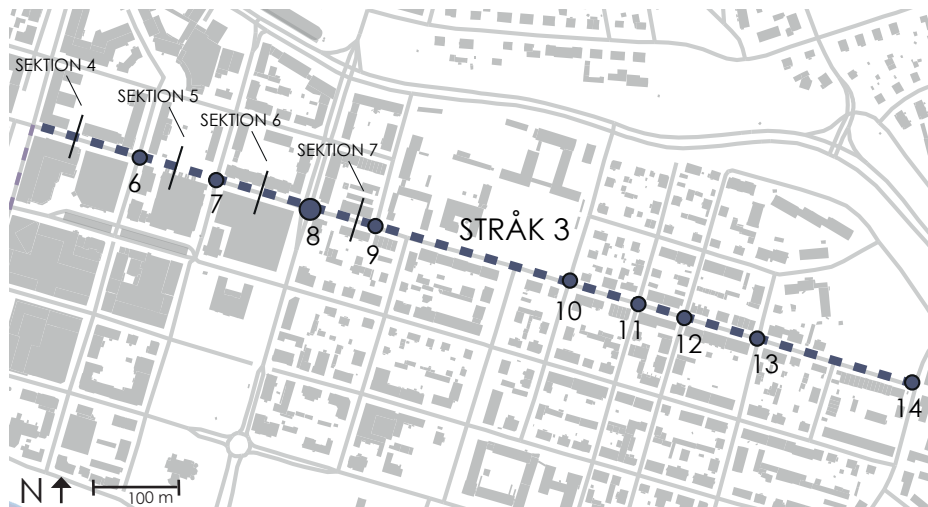 SEKTION 4
SEKTION 5
SEKTION 6
SEKTION 7
6
7
8
9
STRÅK 3
10
11
12
13
14
N
100 m